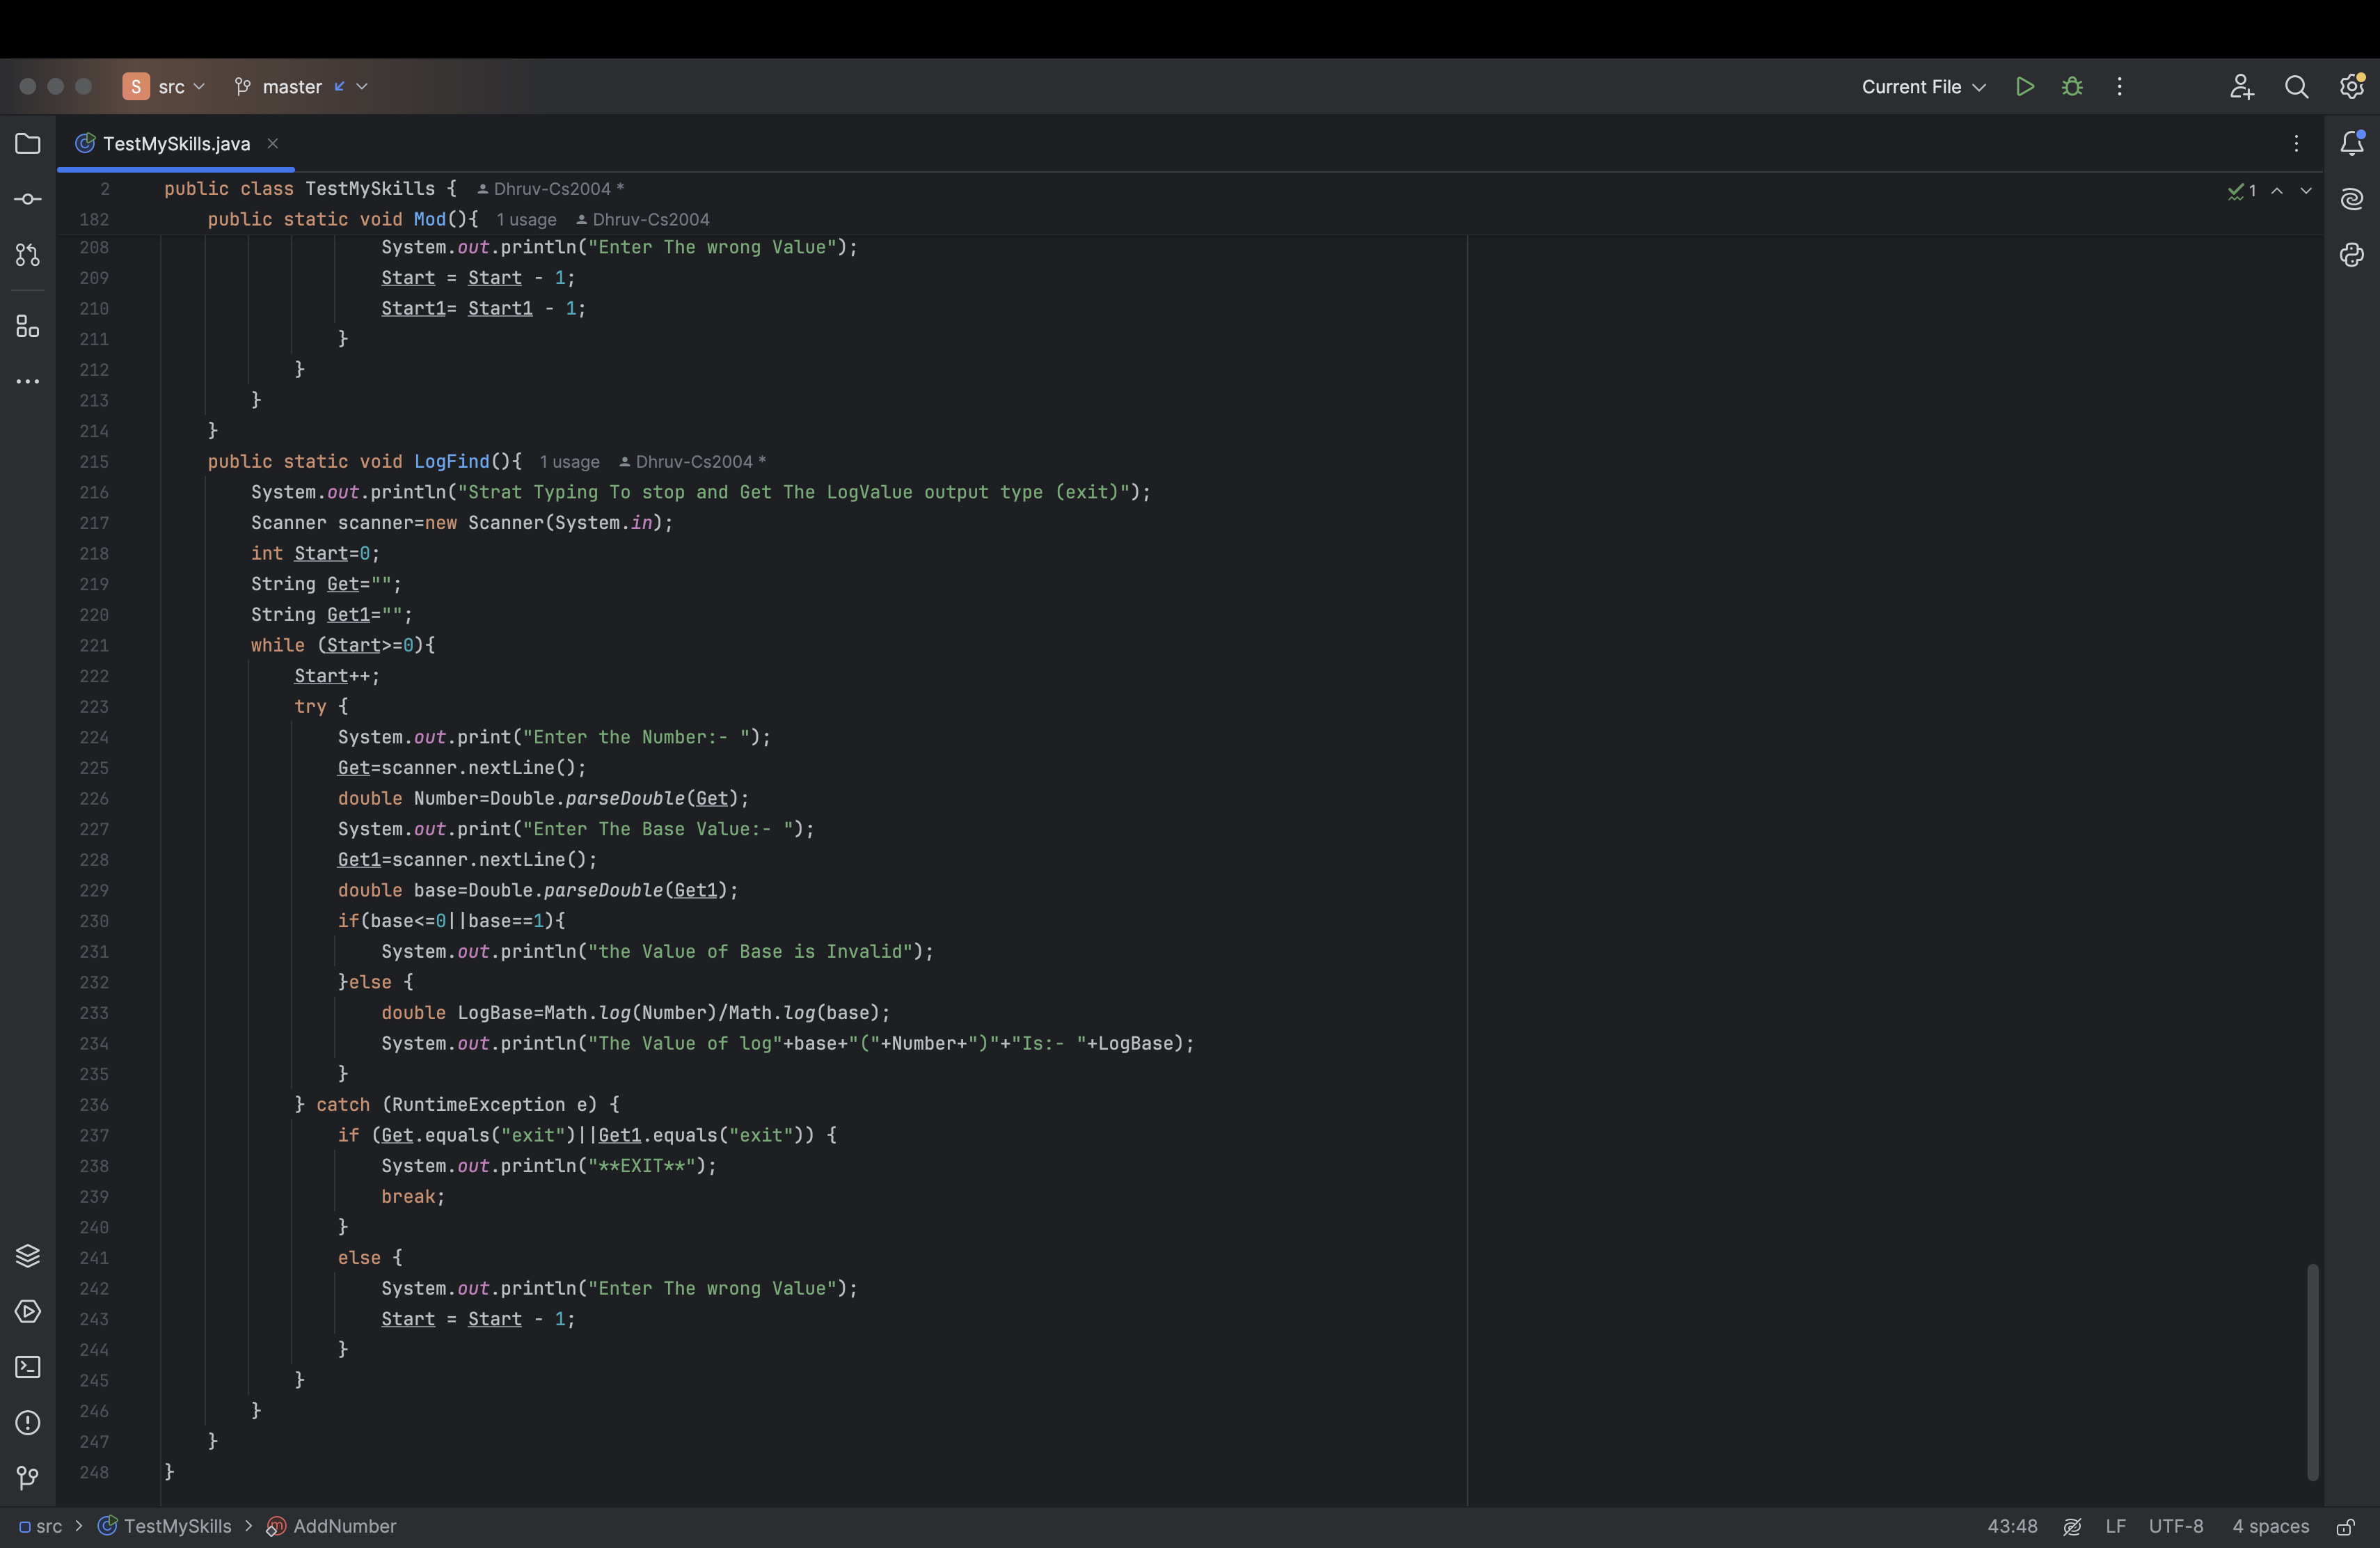 S src master Current File
TestMySkills.java
2 public class TestMySkills { Dhruv-Cs2004 *
1
182 public static void Mod(){ 1 usage Dhruv-Cs2004
208 System.out.println("Enter The wrong Value");
209 Start = Start - 1;
210 Start1= Start1 - 1;
211 }
212 }
213 }
214 }
215 public static void LogFind(){ 1 usage Dhruv-Cs2004 *
216 System.out.println("Strat Typing To stop and Get The LogValue output type (exit)");
217 Scanner scanner=new Scanner(System.in);
218 int Start=0;
219 String Get="";
220 String Get1="";
221 while (Start>=0){
222 Start++;
223 try {
224 System.out.print("Enter the Number:- ");
225 Get=scanner.nextLine();
226 double Number=Double.parseDouble(Get);
227 System.out.print("Enter The Base Value:- ");
228 Get1=scanner.nextLine();
229 double base=Double.parseDouble(Get1);
230 if(base<=0||base==1){
231 System.out.println("the Value of Base is Invalid");
232 }else {
233 double LogBase=Math.log(Number)/Math.log(base);
234 System.out.println("The Value of log"+base+"("+Number+")"+"Is:- "+LogBase);
235 }
236 } catch (RuntimeException e) {
237 if (Get.equals("exit")||Get1.equals("exit")) {
238 System.out.println("**EXIT**");
239 break;
240 }
241 else {
242 System.out.println("Enter The wrong Value");
243 Start = Start - 1;
244 }
245 }
246 }
247 }
248 }
src > TestMySkills > AddNumber 43:48 LF UTF-8 4 spaces